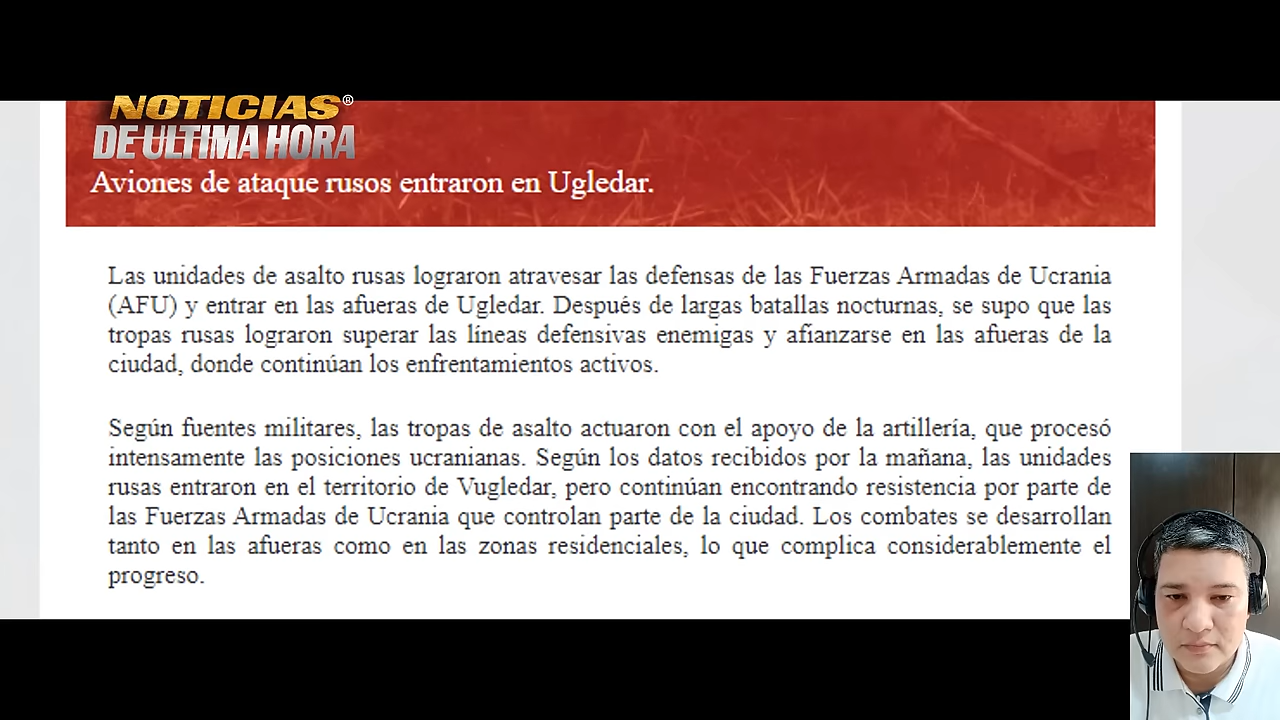 NOTICIAS®
DE ULTIMA HORA
Aviones de ataque rusos entraron en Ugledar.
Las unidades de asalto rusas lograron atravesar las defensas de las Fuerzas Armadas de Ucrania
(AFU) y entrar en las afueras de Ugledar. Después de largas batallas nocturnas, se supo que las
tropas rusas lograron superar las líneas defensivas enemigas y afianzarse en las afueras de la
ciudad, donde continúan los enfrentamientos activos.
Según fuentes militares, las tropas de asalto actuaron con el apoyo de la artillería, que procesó
intensamente las posiciones ucranianas. Según los datos recibidos por la mañana, las unidades
rusas entraron en el territorio de Vugledar, pero continúan encontrando resistencia por parte de
las Fuerzas Armadas de Ucrania que controlan parte de la ciudad. Los combates se desarrollan
tanto en las afueras como en las zonas residenciales, lo que complica considerablemente el
progreso.